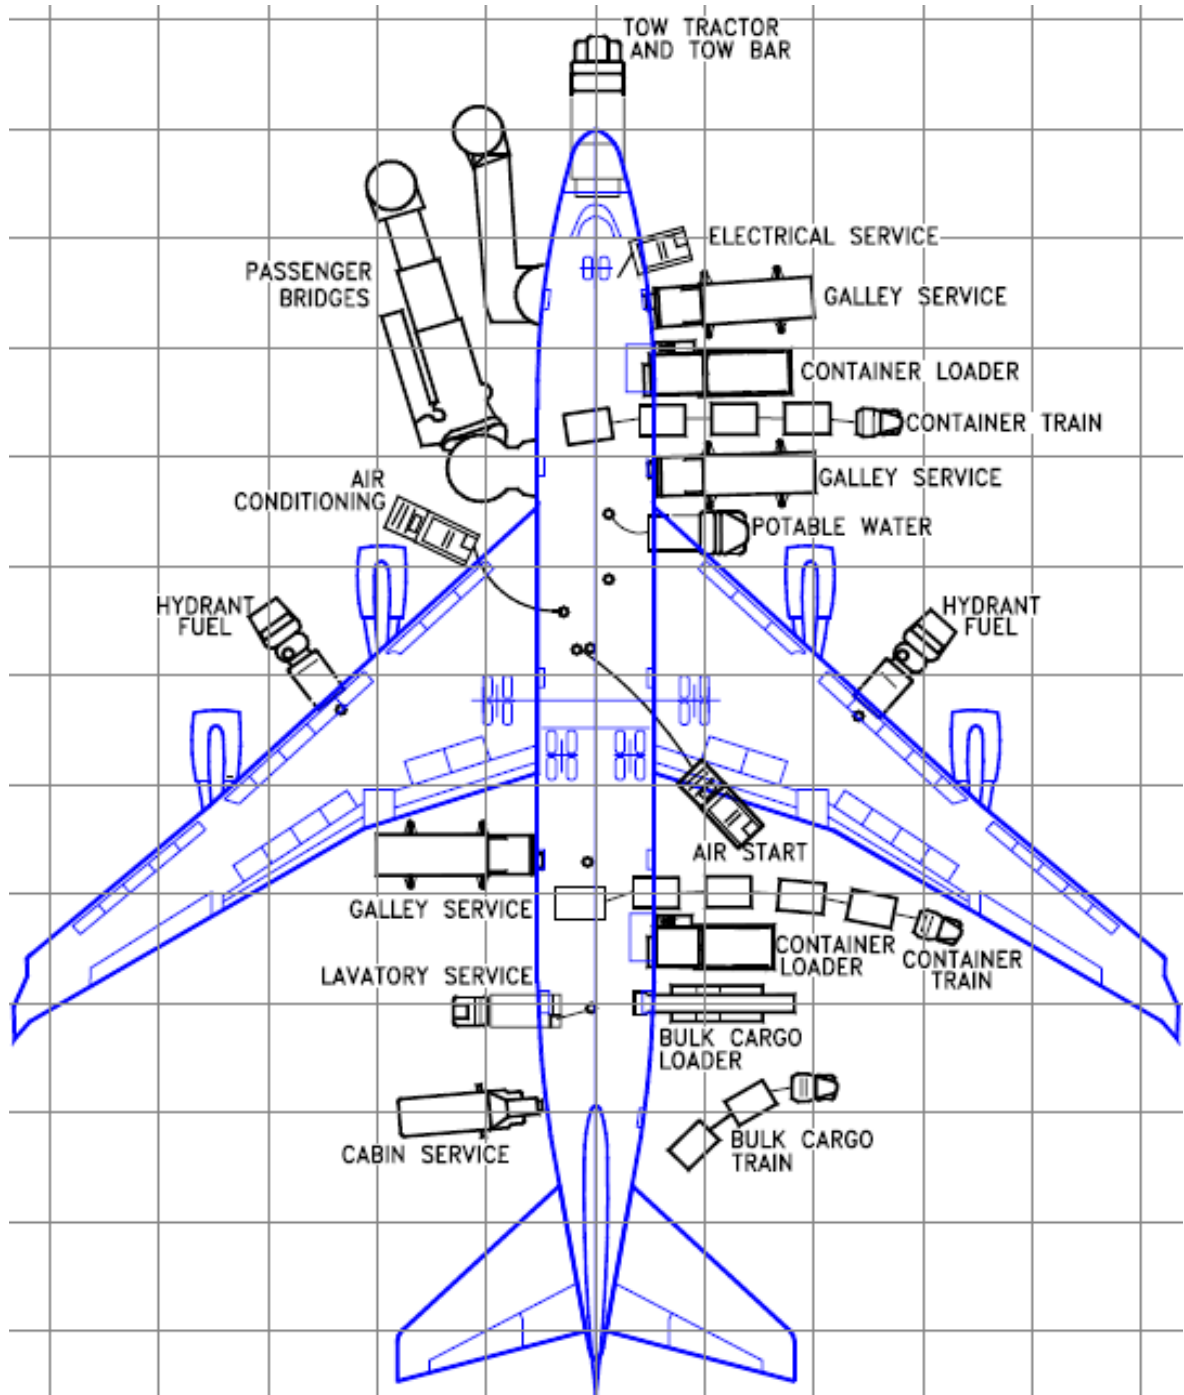 TOW TRACTOR
AND TOW BAR
ELECTRICAL SERVICE
PASSENGER
BRIDGES
GALLEY SERVICE
CONTAINER LOADER
CONTAINER TRAIN
AIR
CONDITIONING
GALLEY SERVICE
POTABLE WATER
HYDRANT
FUEL
HYDRANT
FUEL
AIR START
GALLEY SERVICE
CONTAINER
LOADER
CONTAINER
TRAIN
LAVATORY SERVICE
BULK CARGO
LOADER
CABIN SERVICE
BULK CARGO
TRAIN